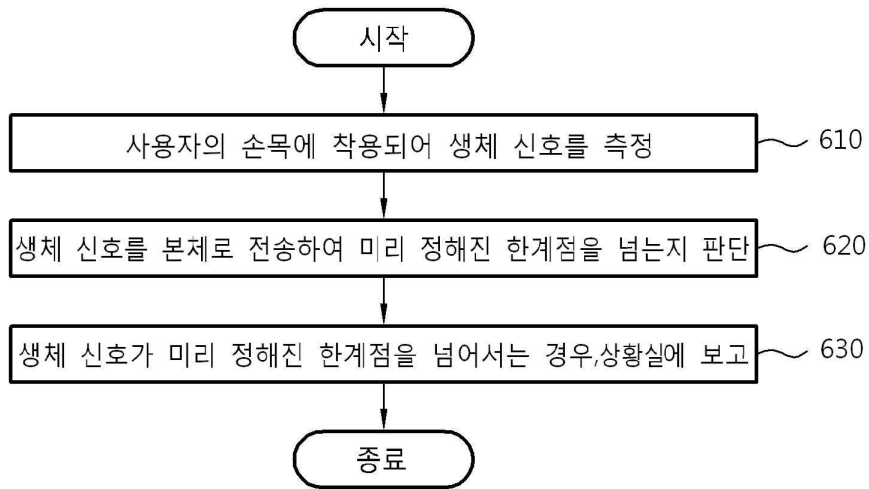 시작
사용자의 손목에 착용되어 생체 신호를 측정
610
생체 신호를 본체로 전송하여 미리 정해진 한계점을 넘는지 판단
620
생체 신호가 미리 정해진 한계점을 넘어서는 경우,상황실에 보고
630
종료